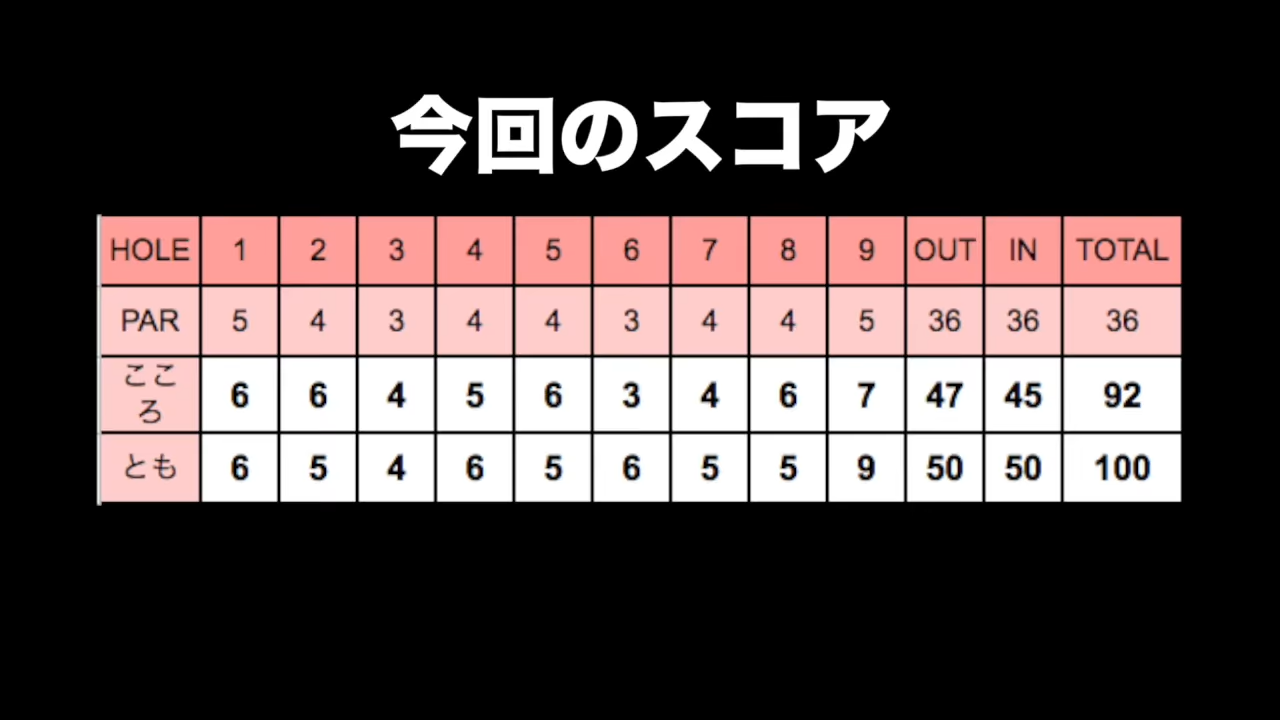 今回のスコア
HOLE 1 2 3 4 5 6 7 8 9 OUT IN TOTAL
PAR 5 4 3 4 4 3 4 4 5 36 36 36
ここ
ろ 6 6 4 5 6 3 4 6 7 47 45 92
とも 6 5 4 6 5 6 5 5 9 50 50 100